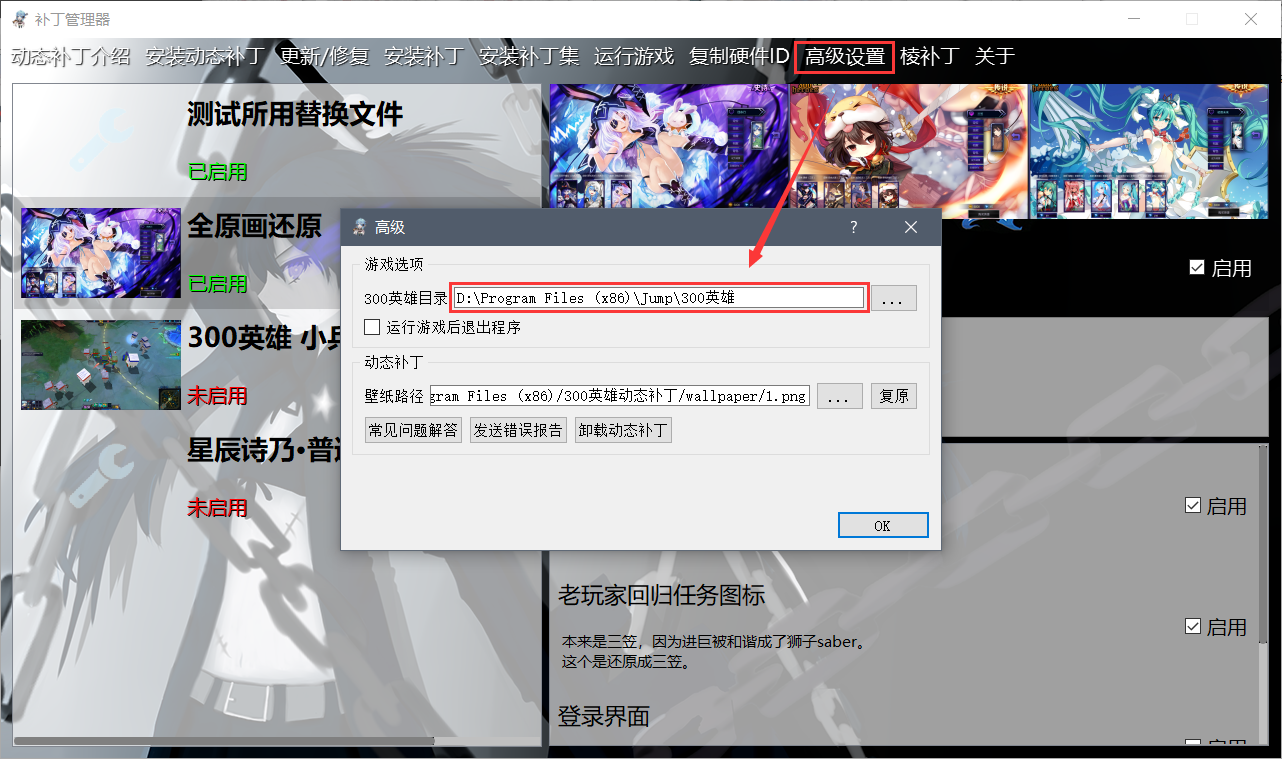 补丁管理器
动态补丁介绍 安装动态补丁 更新/修复 安装补丁 安装补丁集 运行游戏 复制硬件ID 高级设置 棱补丁 关于
测试所用替换文件
已启用
全原画还原
已启用
300英雄 小兵
未启用
星辰诗乃•普通
未启用
启用
高级
?
游戏选项
300英雄目录 D:\Program Files (x86)\Jump\300英雄 ...
运行游戏后退出程序
动态补丁
壁纸路径 gram Files (x86)/300英雄动态补丁/wallpaper/1.png ... 复原
常见问题解答 发送错误报告 卸载动态补丁
OK
启用
老玩家回归任务图标
启用
本来是三笠，因为进巨被和谐成了狮子saber。
这个是还原成三笠。
登录界面
启用